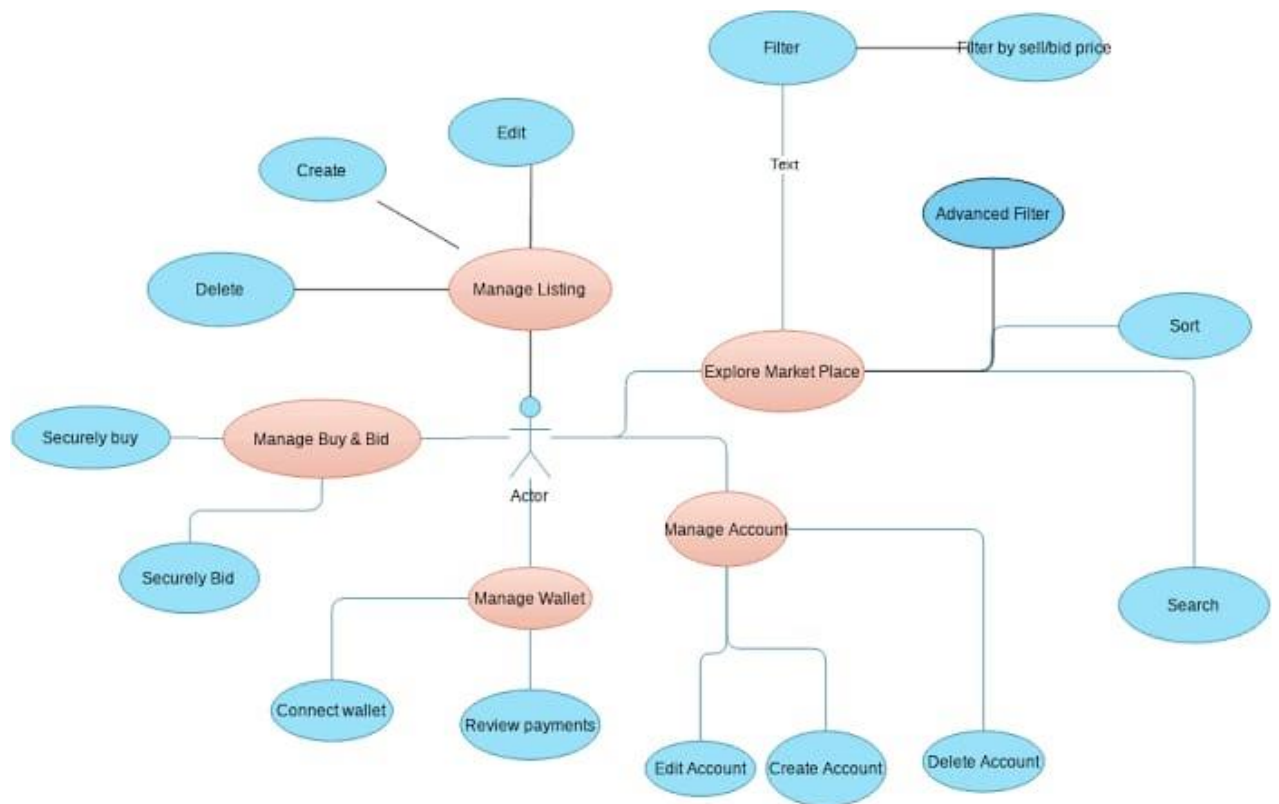 Filter
Filter by sell/bid price
Edit
Create
Text
Advanced Filter
Delete
Manage Listing
Sort
Explore Market Place
Securely buy
Manage Buy & Bid
Actor
Manage Account
Securely Bid
Manage Wallet
Search
Connect wallet
Review payments
Edit Account
Create Account
Delete Account